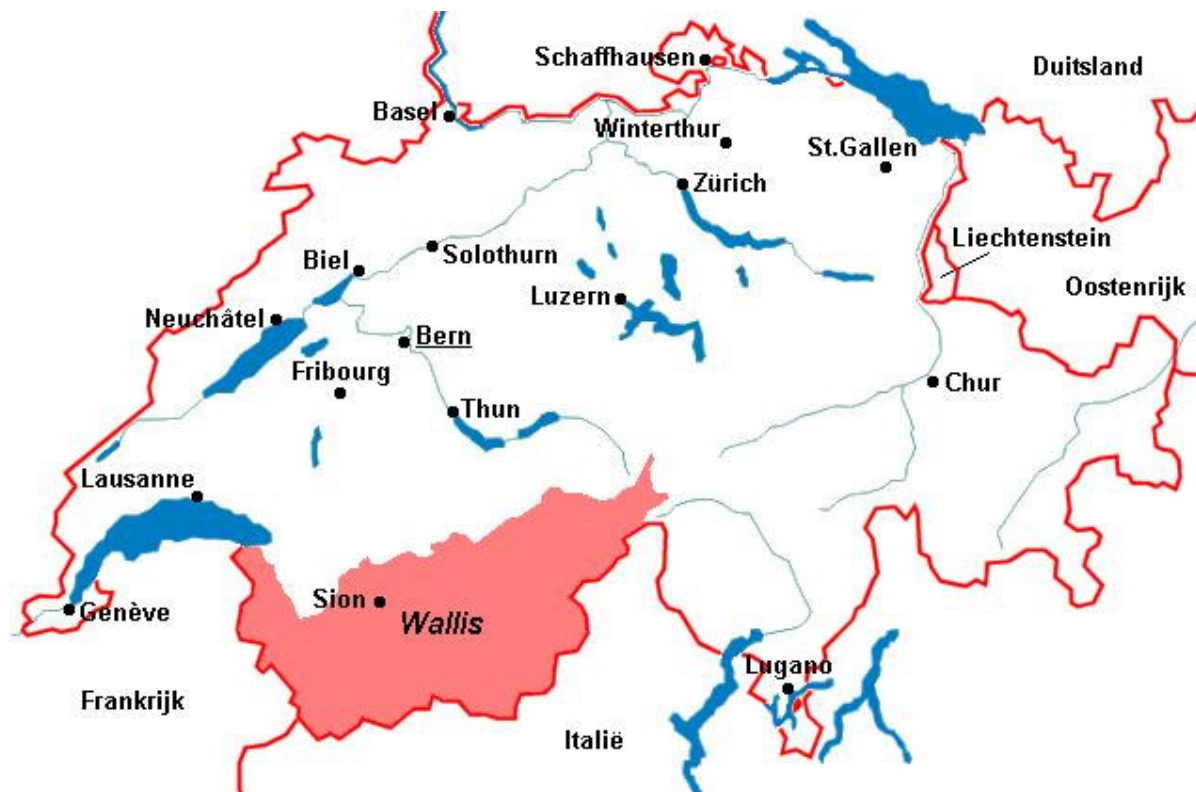 Schaffhausen
Duitsland
Basel
Winterthur
St.Gallen
Zürich
Liechtenstein
Solothurn
Biel
Oostenrijk
Luzern
Neuchâtel
Bern
Fribourg
Chur
Thun
Lausanne
Sion
Genève
Wallis
Lugano
Frankrijk
Italië